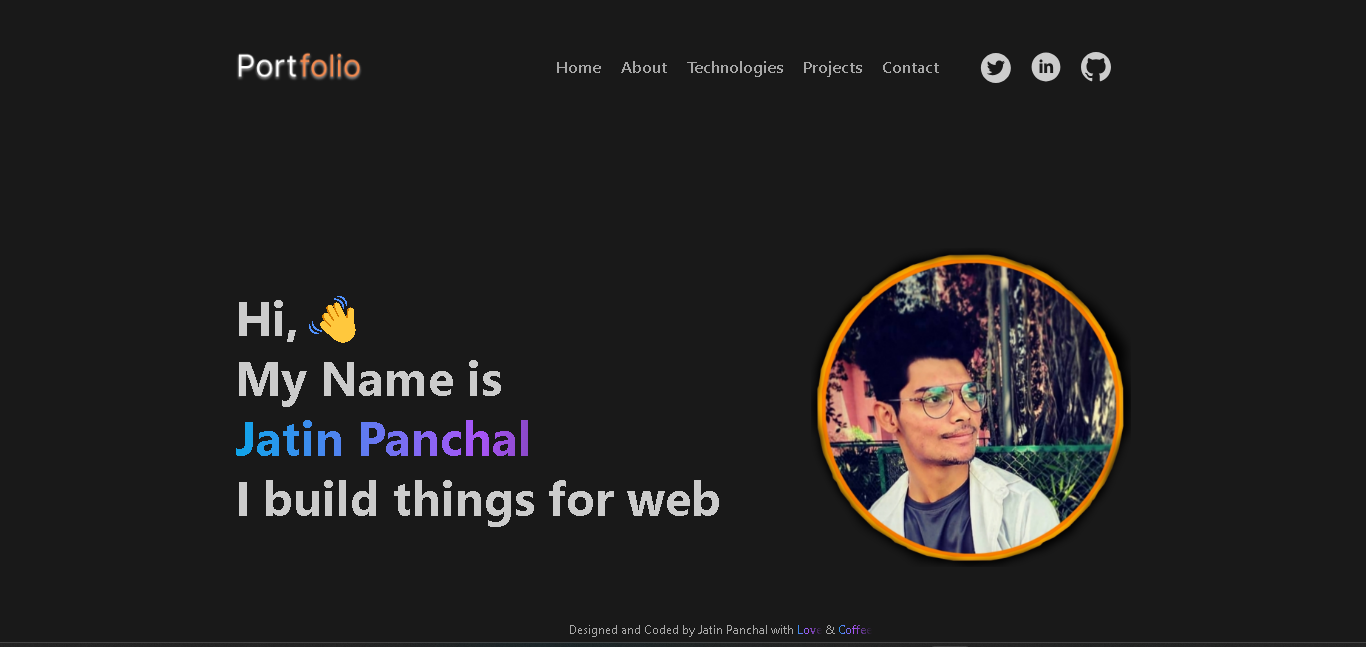 Portfolio
Home About Technologies Projects Contact
in
Hi, 👋
My Name is
Jatin Panchal
I build things for web
Designed and Coded by Jatin Panchal with Love & Coffee